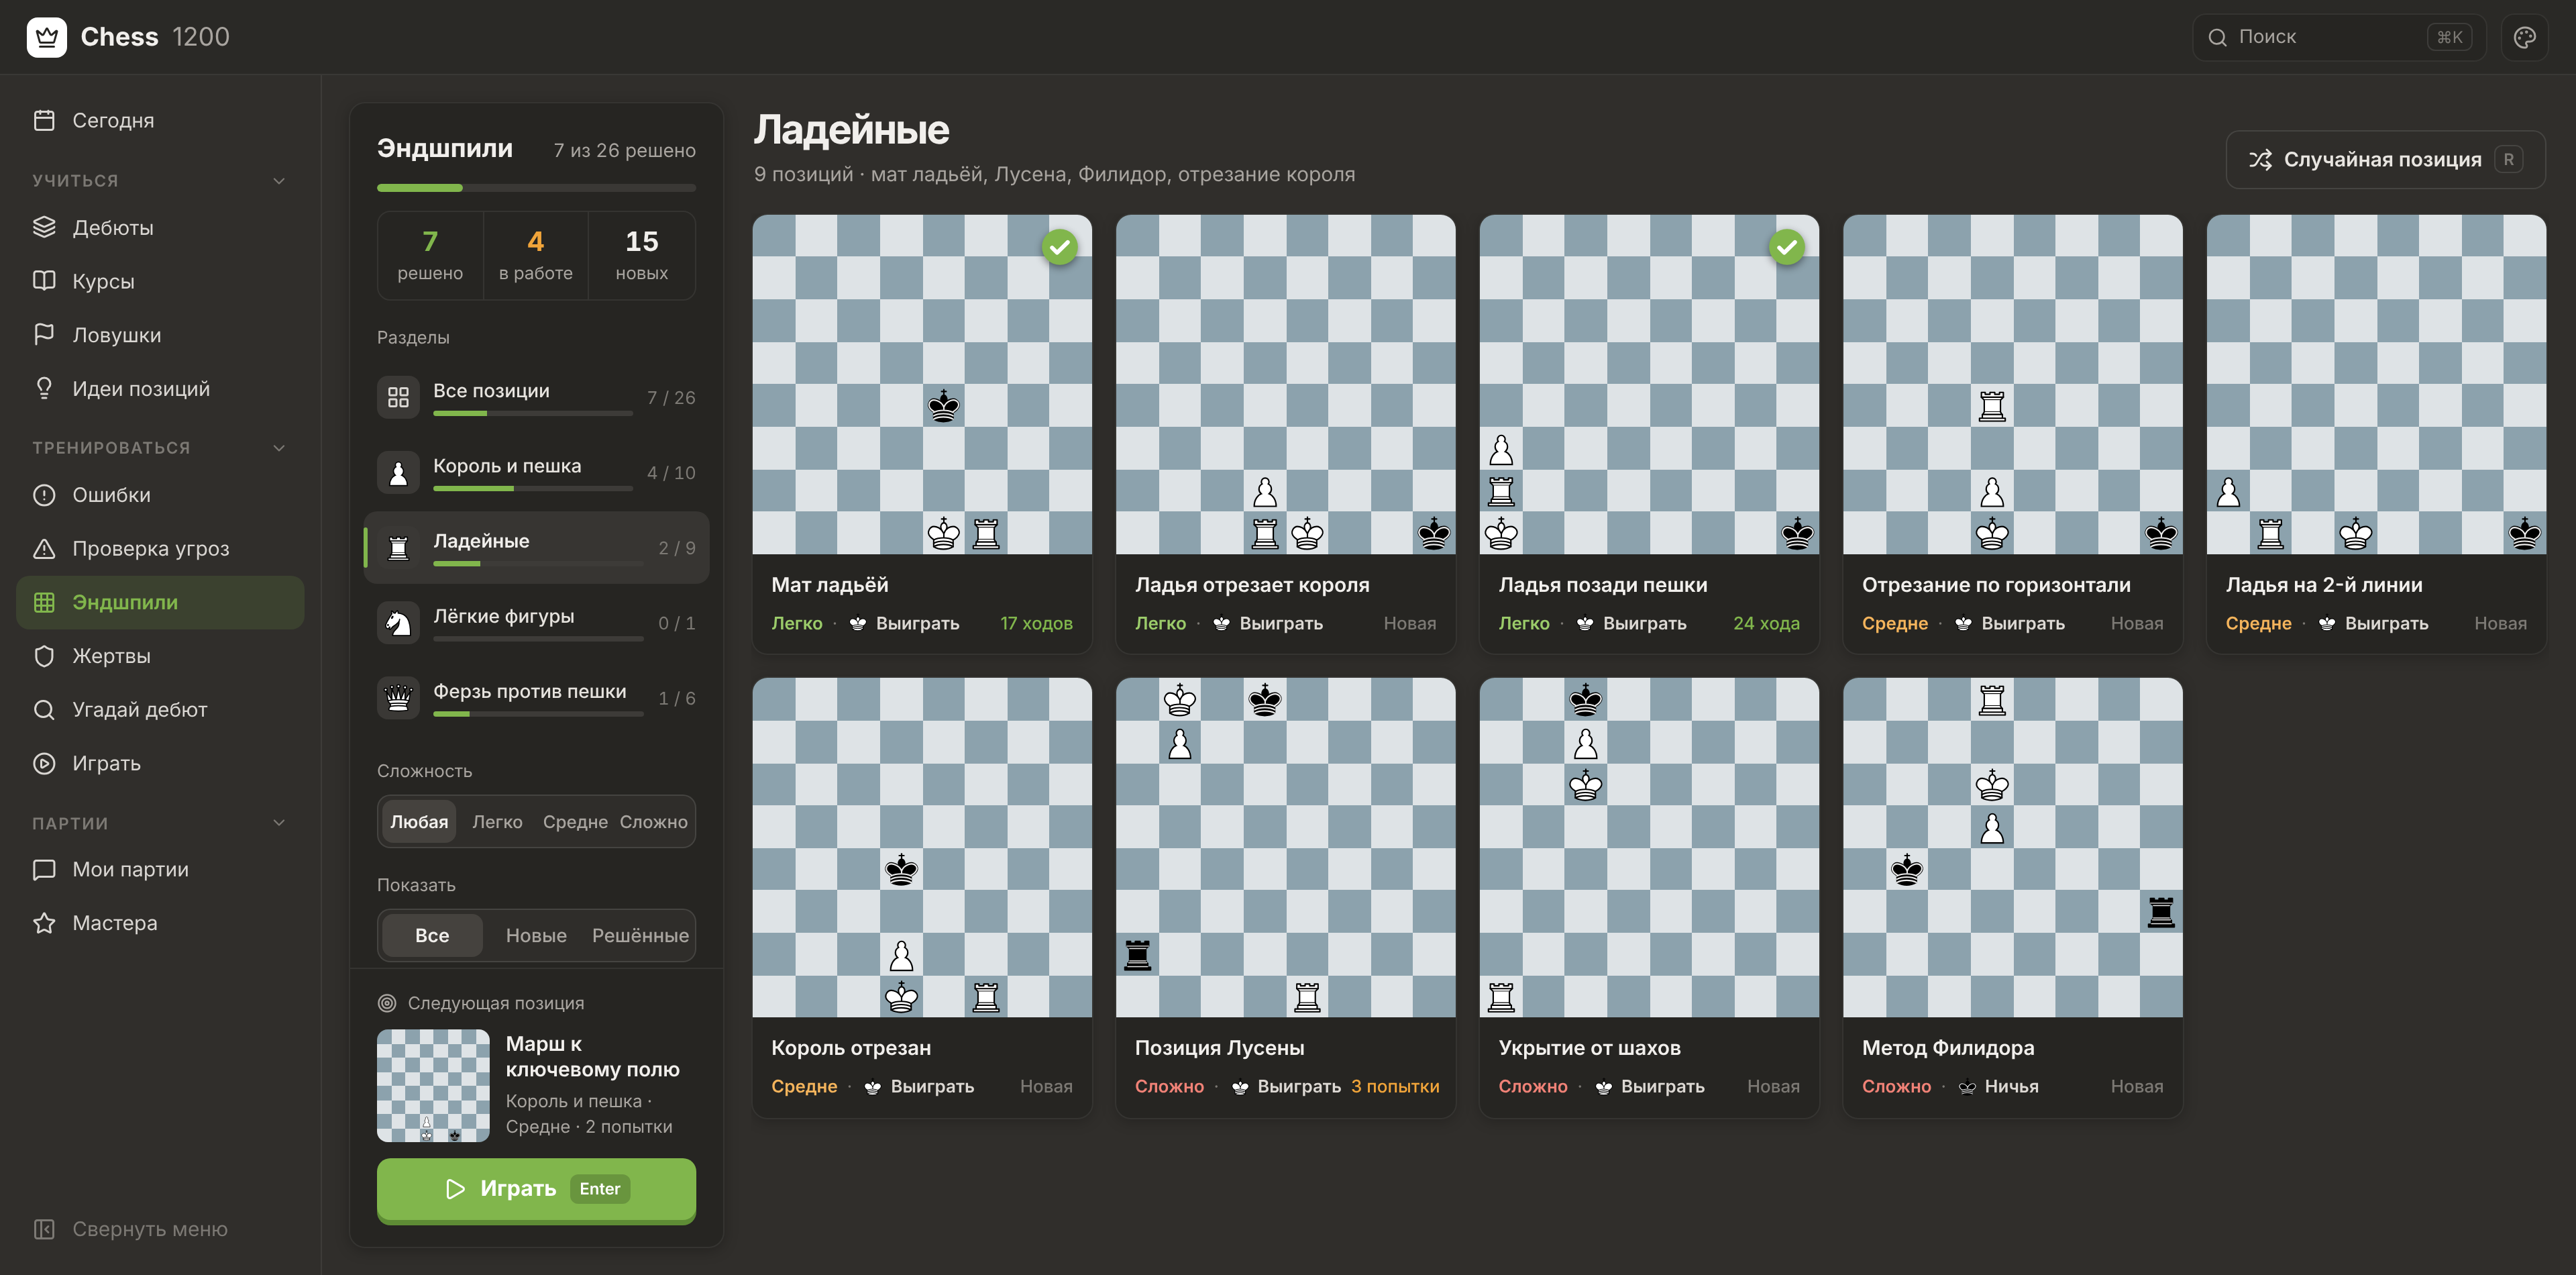 Chess 1200
Поиск ⌘K
Сегодня
УЧИТЬСЯ
Дебюты
Курсы
Ловушки
Идеи позиций
ТРЕНИРОВАТЬСЯ
Ошибки
Проверка угроз
Эндшпили
Жертвы
Угадай дебют
Играть
ПАРТИИ
Мои партии
Мастера
Свернуть меню
Эндшпили 7 из 26 решено
7 4 15
решено в работе новых
Разделы
Все позиции 7 / 26
Король и пешка 4 / 10
Ладейные 2 / 9
Лёгкие фигуры 0 / 1
Ферзь против пешки 1 / 6
Сложность
Любая Легко Средне Сложно
Показать
Все Новые Решённые
Следующая позиция
Марш к
ключевому полю
Король и пешка ·
Средне · 2 попытки
Играть Enter
Ладейные
9 позиций · мат ладьёй, Лусена, Филидор, отрезание короля
Случайная позиция R
Мат ладьёй
Легко · Выиграть 17 ходов
Ладья отрезает короля
Легко · Выиграть Новая
Ладья позади пешки
Легко · Выиграть 24 хода
Отрезание по горизонтали
Средне · Выиграть Новая
Ладья на 2-й линии
Средне · Выиграть Новая
Король отрезан
Средне · Выиграть Новая
Позиция Лусены
Сложно · Выиграть 3 попытки
Укрытие от шахов
Сложно · Выиграть Новая
Метод Филидора
Сложно · Ничья Новая